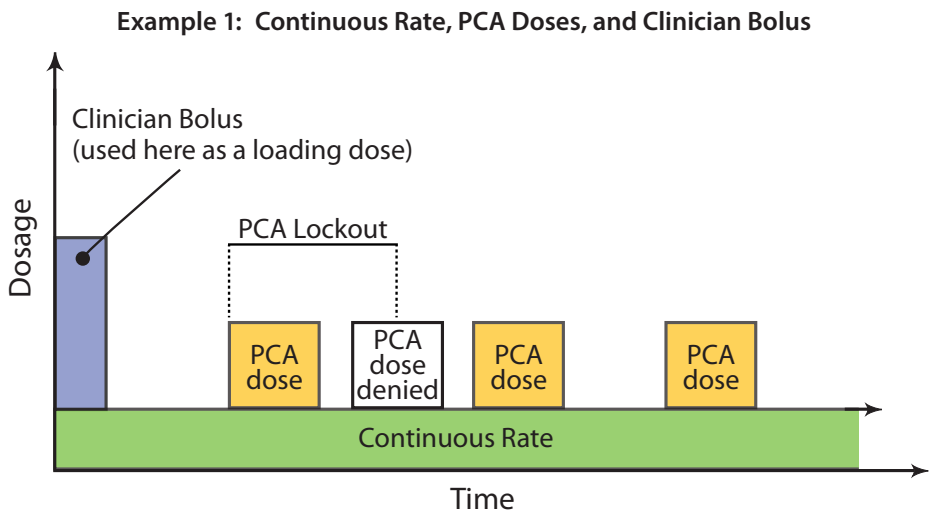 Example 1: Continuous Rate, PCA Doses, and Clinician Bolus
Clinician Bolus
(used here as a loading dose)
Dosage
PCA Lockout
PCA
dose
PCA
dose
denied
PCA
dose
PCA
dose
Continuous Rate
Time